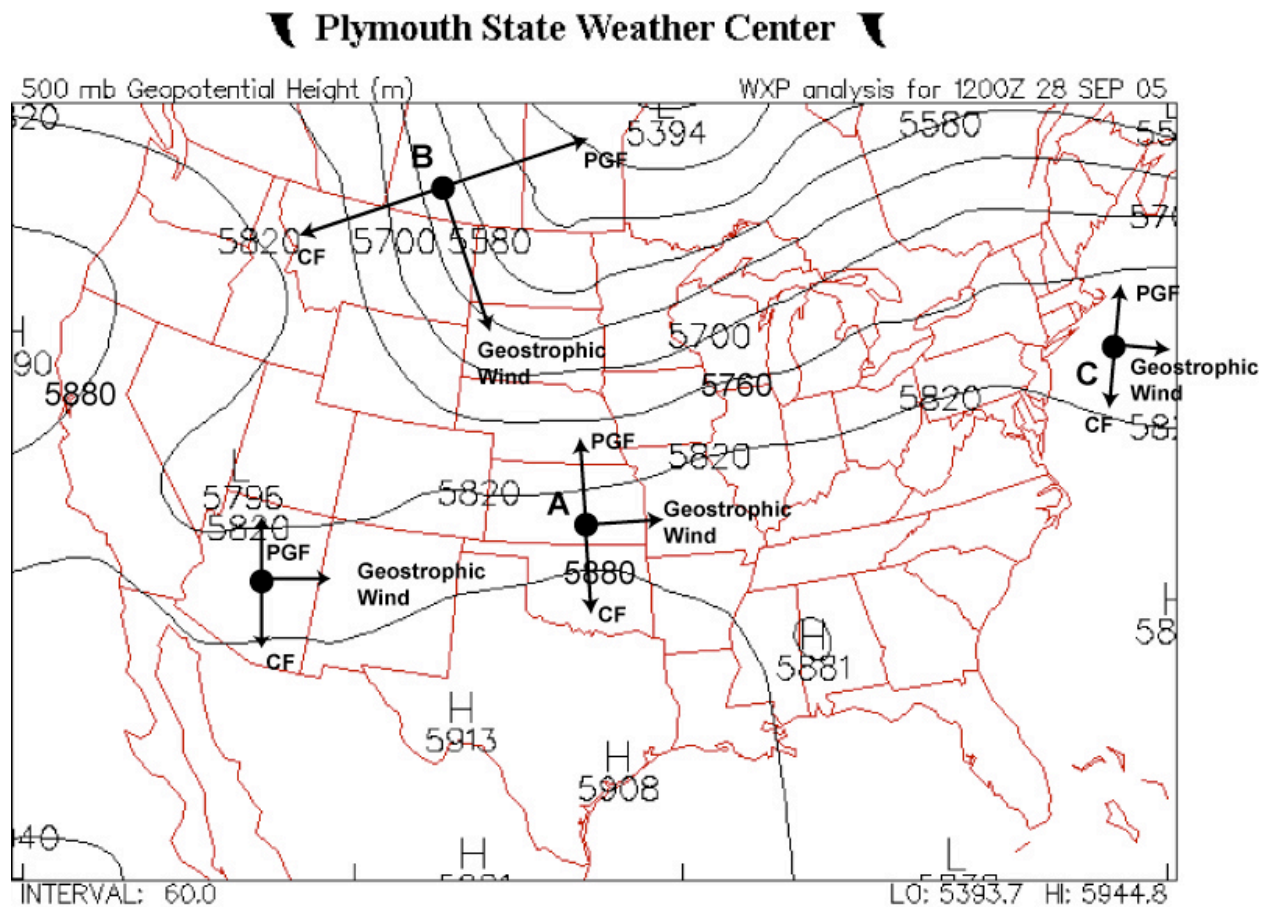 Plymouth State Weather Center
500 mb Geopotential Height (m) WXP analysis for 1200Z 28 SEP 05
5394
5580
B
PGF
5820 5700 5580
CF
PGF
H
5700
Geostrophic
Wind
C
Geostrophic
Wind
CF
5880
5760
5820
PGF
5820
L
5796
5820
5820
A
Geostrophic
Wind
PGF
5880
Geostrophic
Wind
CF
CF
H
5881
H
5913
H
5908
H
L
INTERVAL: 60.0 LO: 5393.7 HI: 5944.8